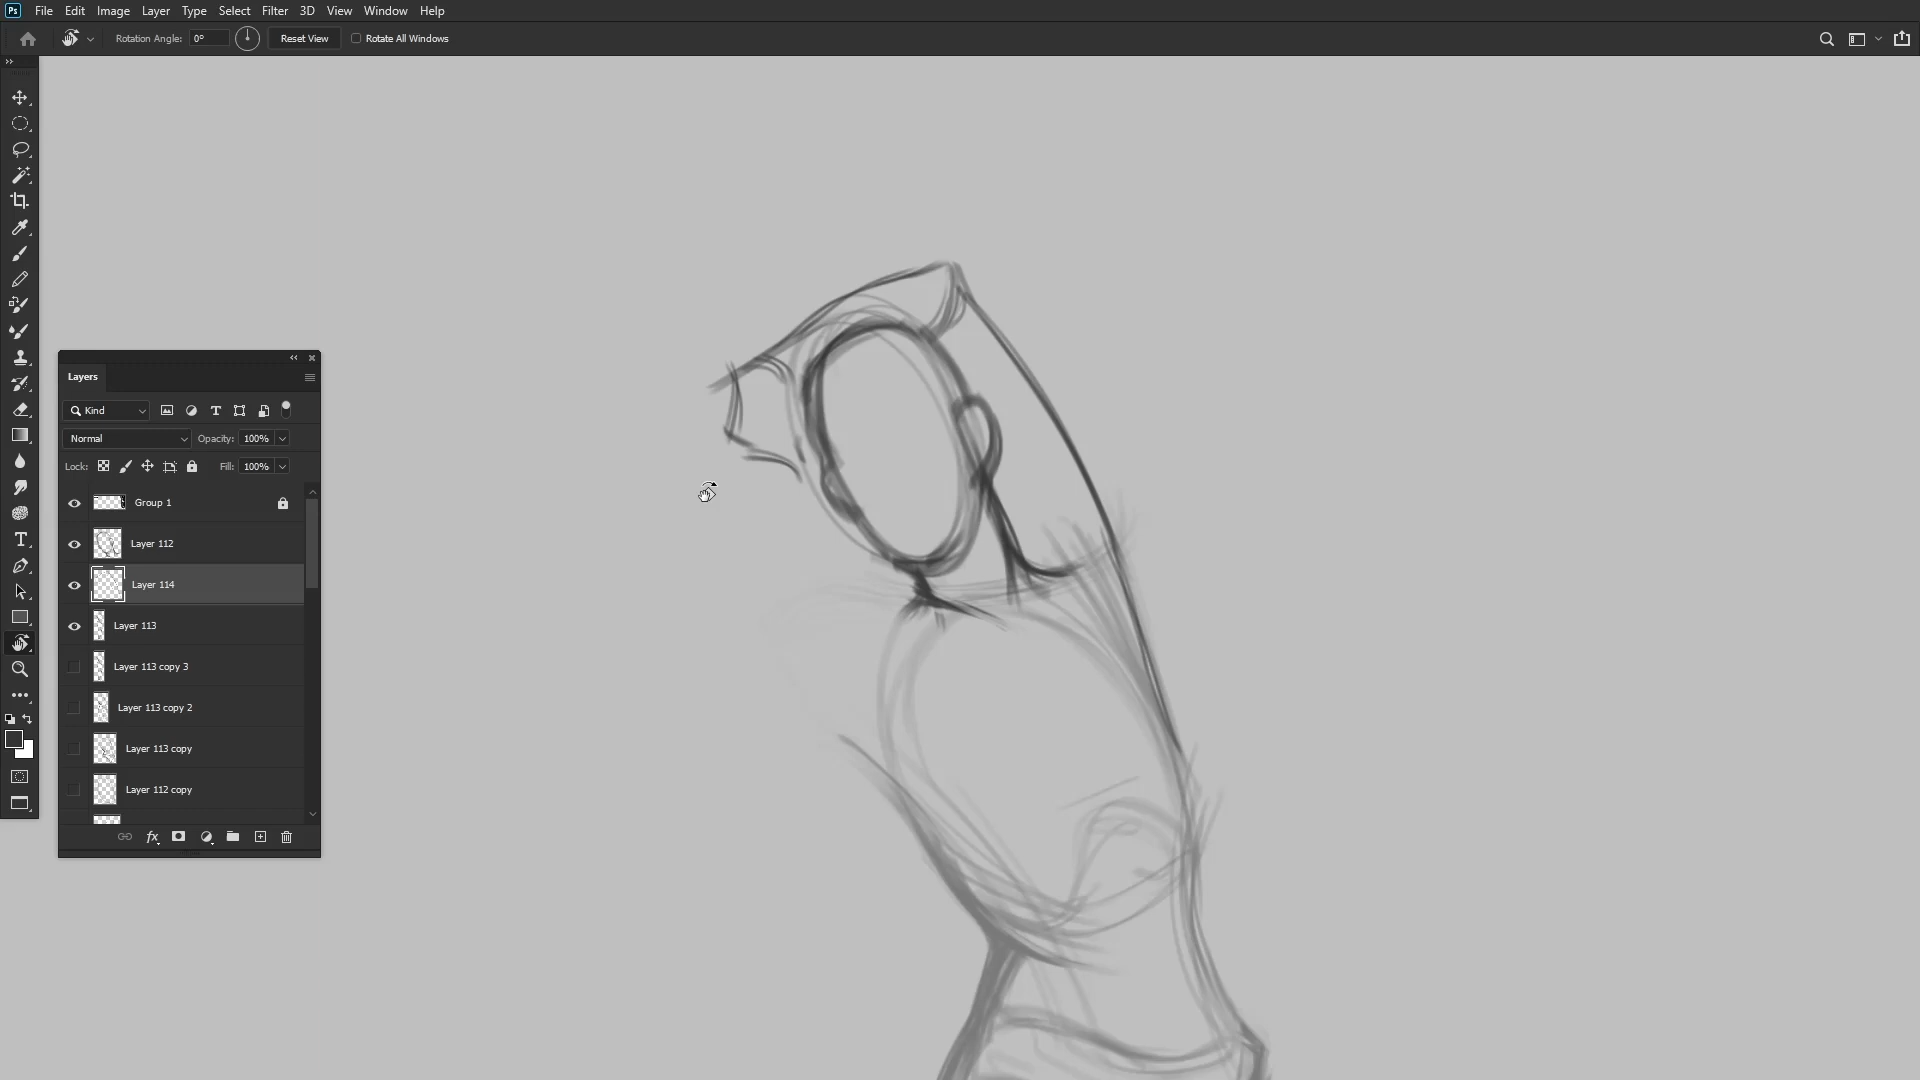 Ps File Edit Image Layer Type Select Filter 3D View Window Help
Rotation Angle: 0° Reset View Rotate All Windows
Layers
Kind
Normal Opacity: 100%
Lock: Fill: 100%
Group 1
Layer 112
Layer 114
Layer 113
Layer 113 copy 3
Layer 113 copy 2
Layer 113 copy
Layer 112 copy
fx